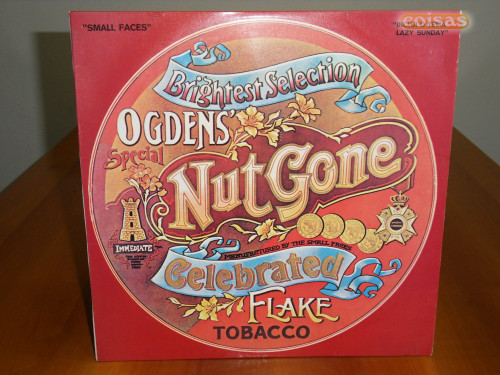 coisas
"SMALL FACES"
LAZY SUNDAY"
Brightest Selection
OGDENS'
Special
Nut Gone
IMMEDIATE
MANUFACTURED BY THE SMALL FACES
Celebrated
FLAKE
TOBACCO